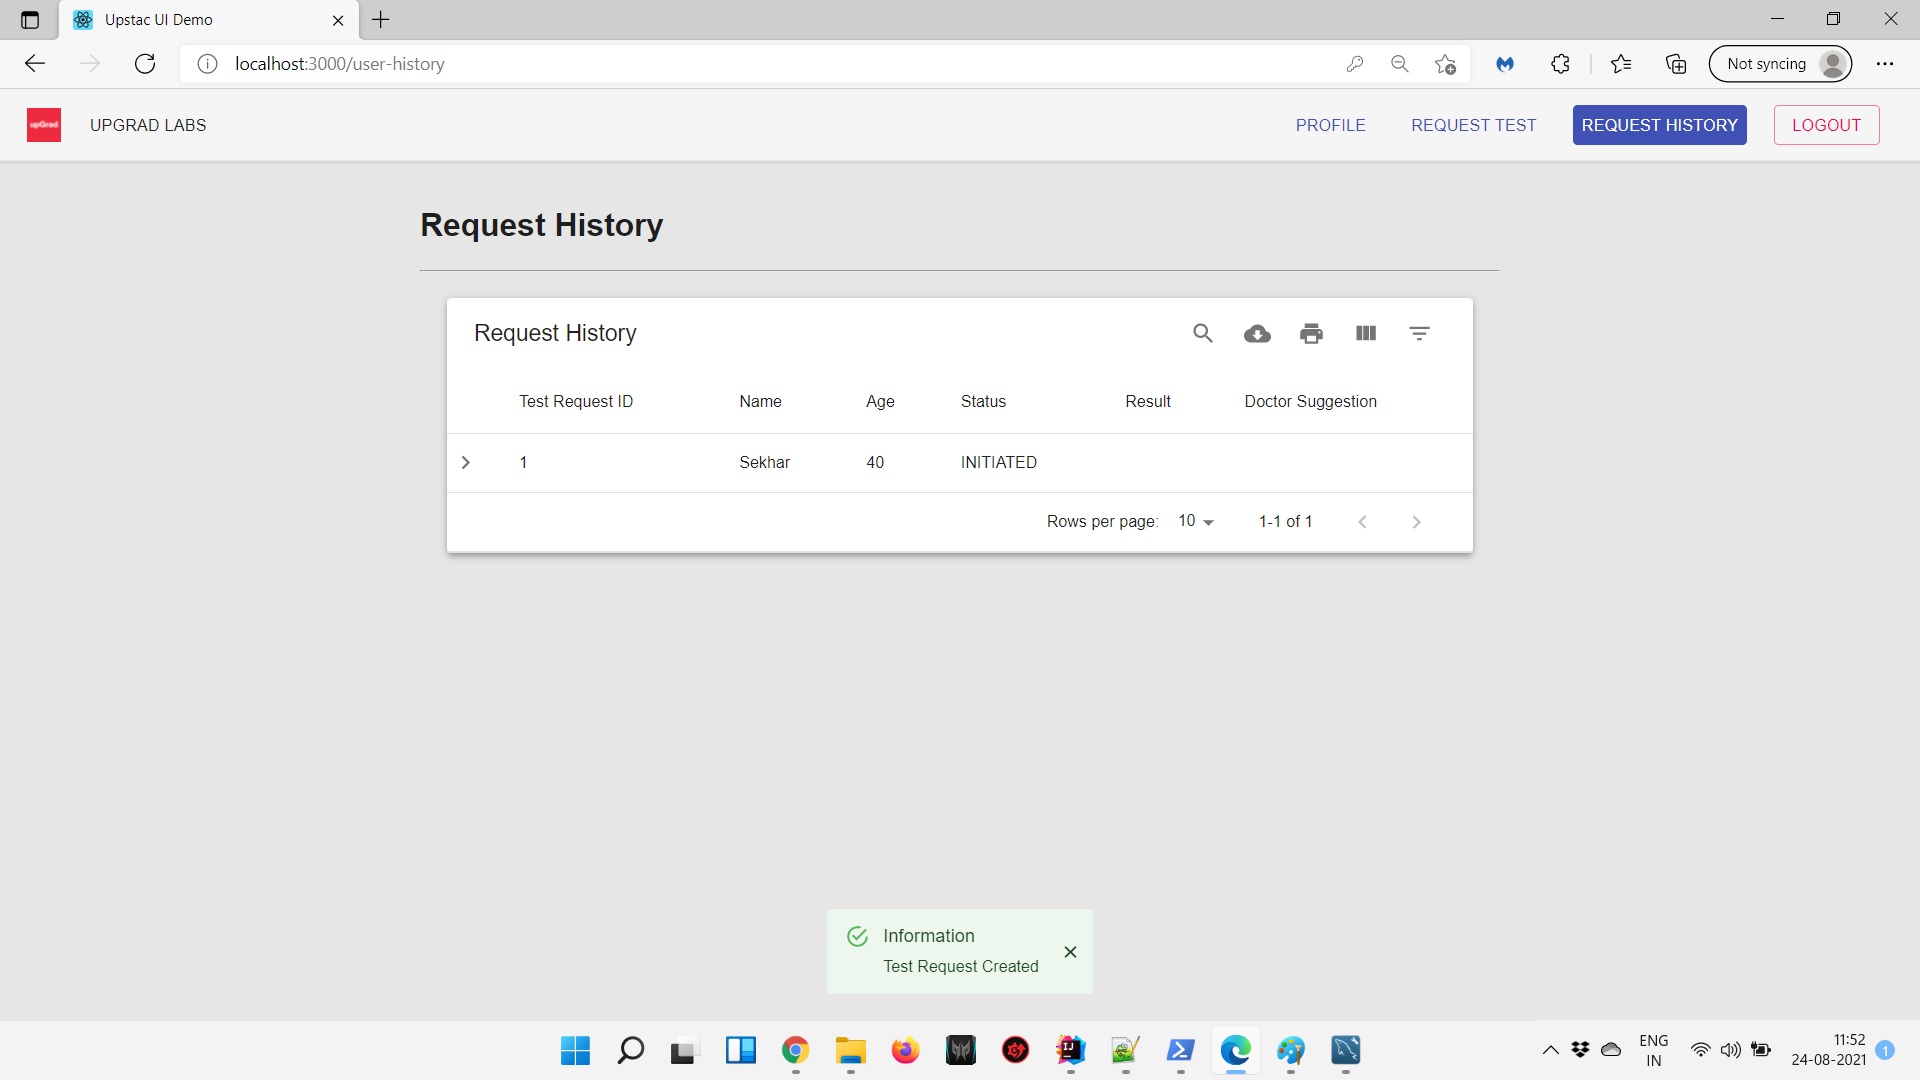 Upstac UI Demo
localhost:3000/user-history
Not syncing
upGrad
UPGRAD LABS
PROFILE
REQUEST TEST
REQUEST HISTORY
LOGOUT
Request History
Request History
Test Request ID Name Age Status Result Doctor Suggestion
1 Sekhar 40 INITIATED
Rows per page: 10 1-1 of 1
Information
Test Request Created
IJ
ENG
IN
11:52
24-08-2021
1